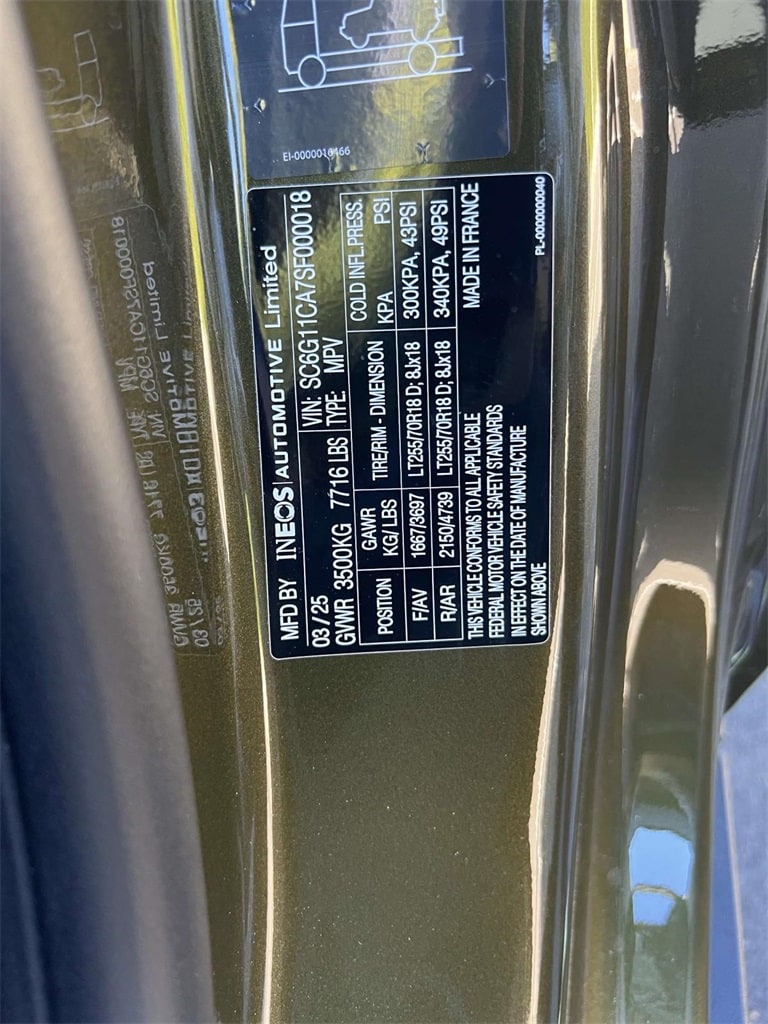 EI-0000016466
MFD BY INEOS|AUTOMOTIVE Limited
03 / 25 VIN: SC6G11CA7SF000018
GVWR 3500KG 7716 LBS TYPE: MPV
POSITION GAWR KG/ LBS TIRE/RIM - DIMENSION COLD INFL.PRESS. KPA PSI
F/AV 1667/3697 LT255/70R18 D; 8Jx18 300KPA, 43PSI
R/AR 2150/4739 LT255/70R18 D; 8Jx18 340KPA, 49PSI
THIS VEHICLE CONFORMS TO ALL APPLICABLE MADE IN FRANCE
FEDERAL MOTOR VEHICLE SAFETY STANDARDS
IN EFFECT ON THE DATE OF MANUFACTURE
SHOWN ABOVE
PL-0000000040